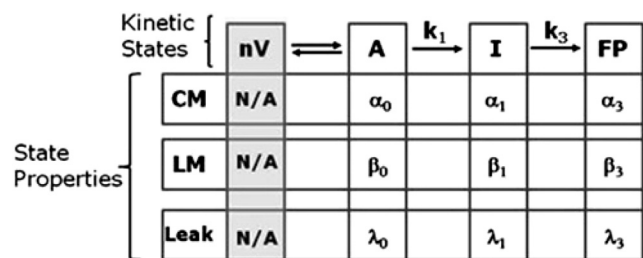 Kinetic States
nV A k₁ I k₃ FP
State Properties
CM N/A α₀ α₁ α₃
LM N/A β₀ β₁ β₃
Leak N/A λ₀ λ₁ λ₃